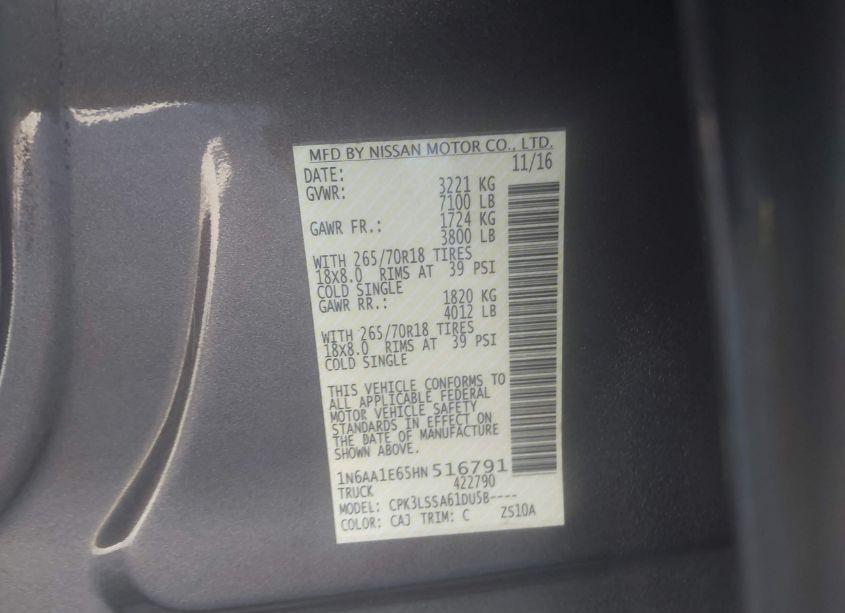 MFD BY NISSAN MOTOR CO., LTD.
DATE: 11/16
GVWR: 3221 KG
7100 LB
GAWR FR.: 1724 KG
3800 LB
WITH 265/70R18 TIRES
18X8.0 RIMS AT 39 PSI
COLD SINGLE
GAWR RR.: 1820 KG
4012 LB
WITH 265/70R18 TIRES
18X8.0 RIMS AT 39 PSI
COLD SINGLE
THIS VEHICLE CONFORMS TO
ALL APPLICABLE FEDERAL
MOTOR VEHICLE SAFETY
STANDARDS IN EFFECT ON
THE DATE OF MANUFACTURE
SHOWN ABOVE.
1N6AA1E65HN516791
TRUCK 422790
MODEL: CPK3LSSA61DU5B----
COLOR: CAJ TRIM: C ZS10A